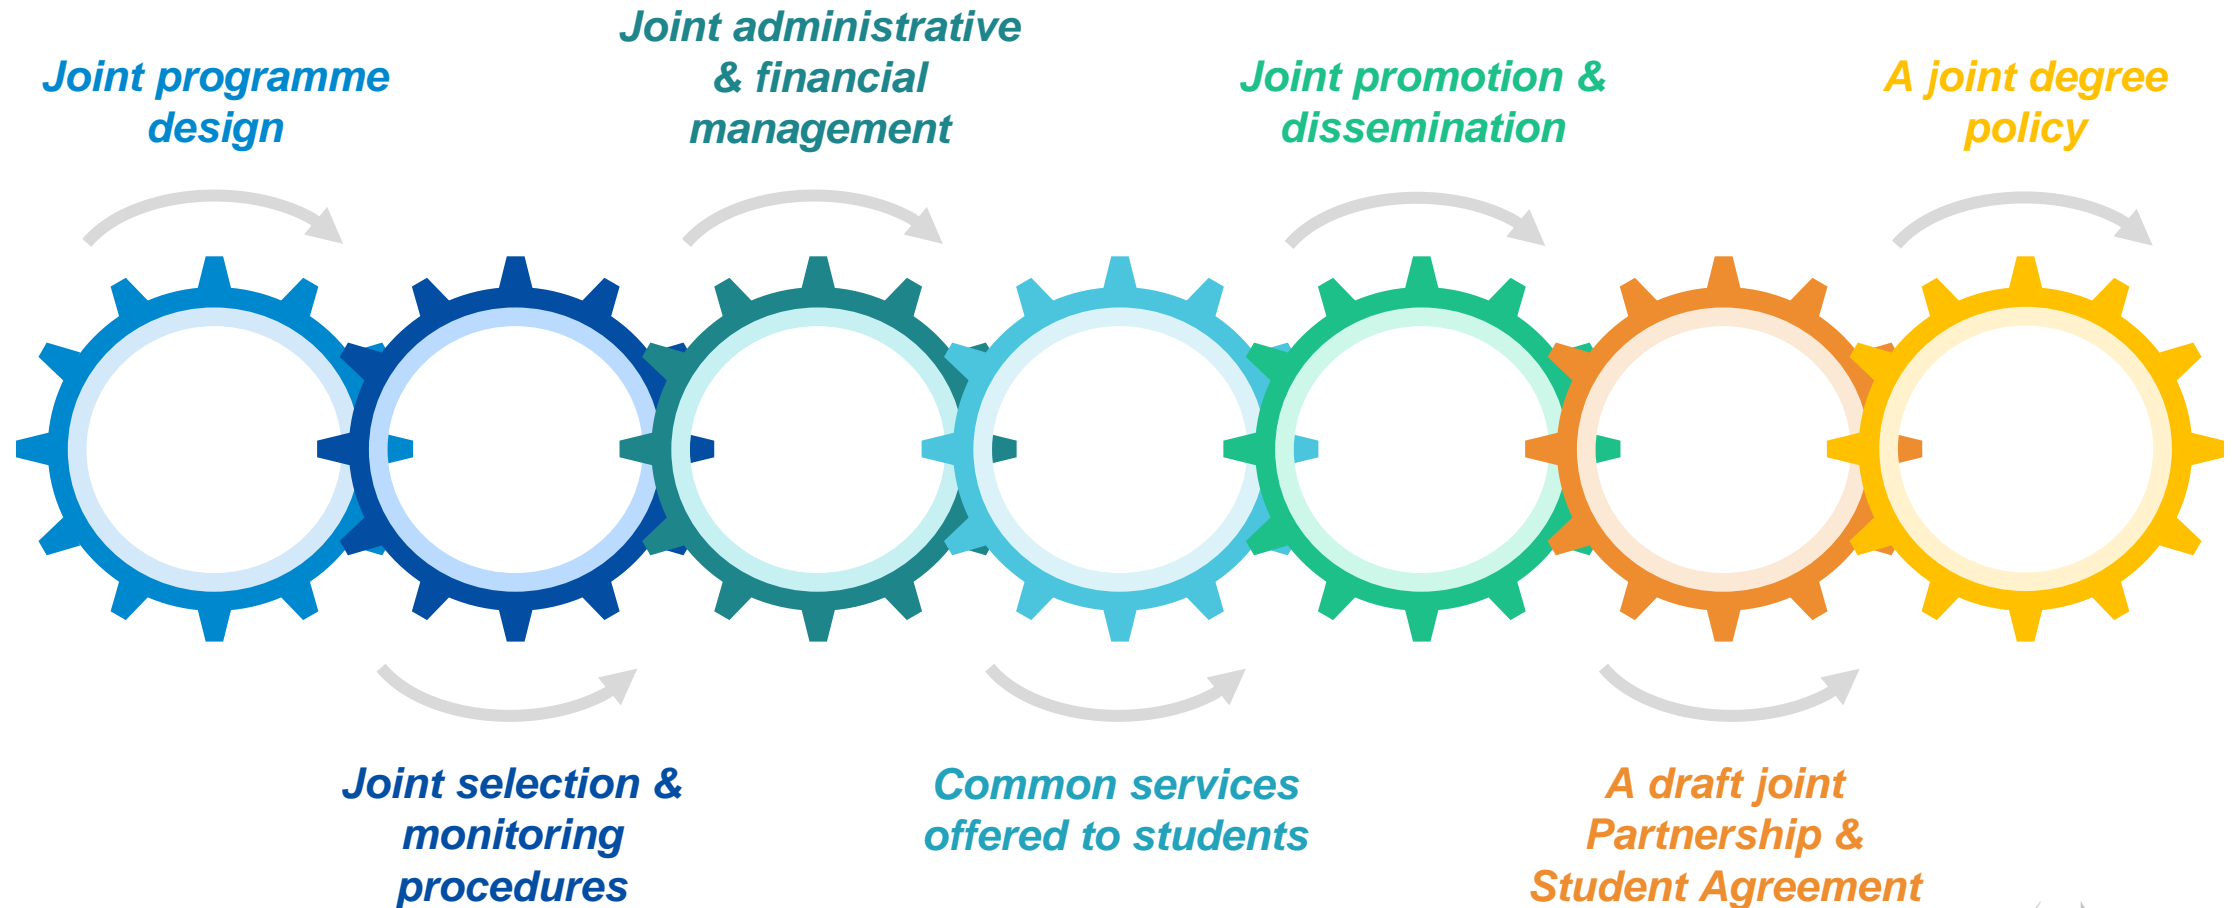 Joint programme
design
Joint selection &
monitoring
procedures
Joint administrative
& financial
management
Common services
offered to students
Joint promotion &
dissemination
A draft joint
Partnership &
Student Agreement
A joint degree
policy